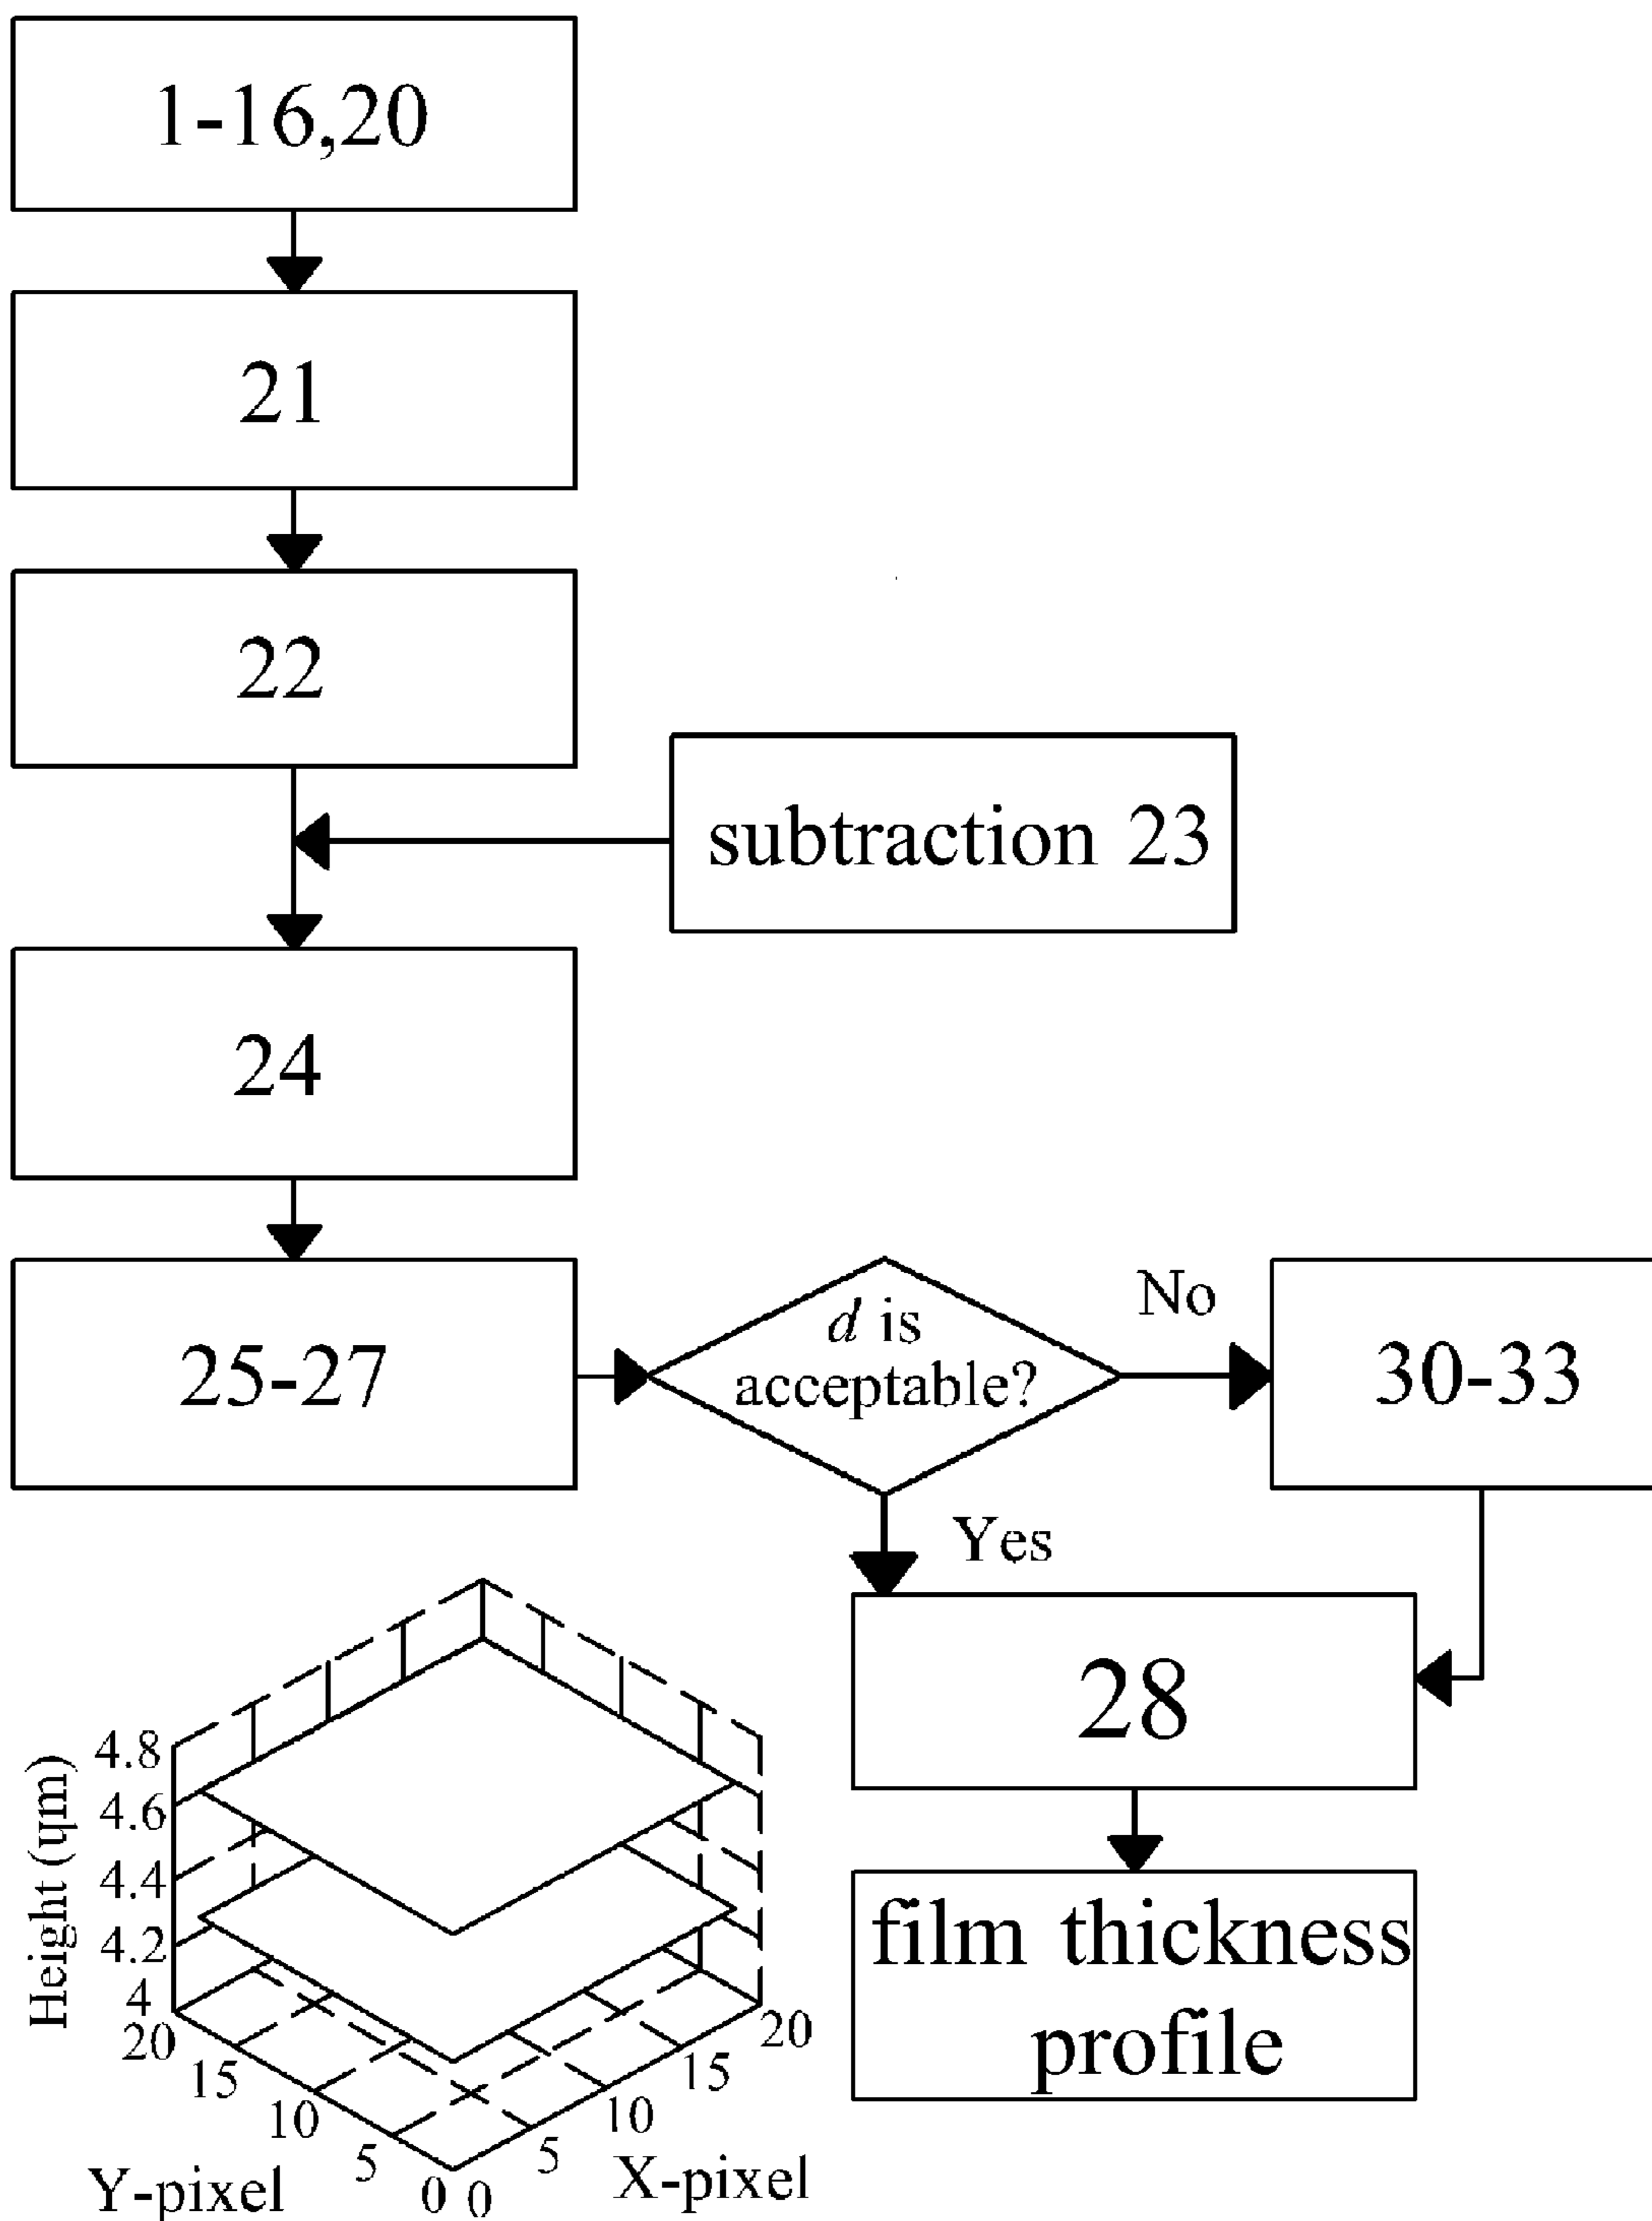 1-16,20
21
22
subtraction 23
24
25-27
d is
acceptable?
No
30-33
Yes
28
film thickness
profile
Height (ηm)
4.8
4.6
4.4
4.2
4
20
15
10
5
0
Y-pixel
0
5
10
15
20
X-pixel